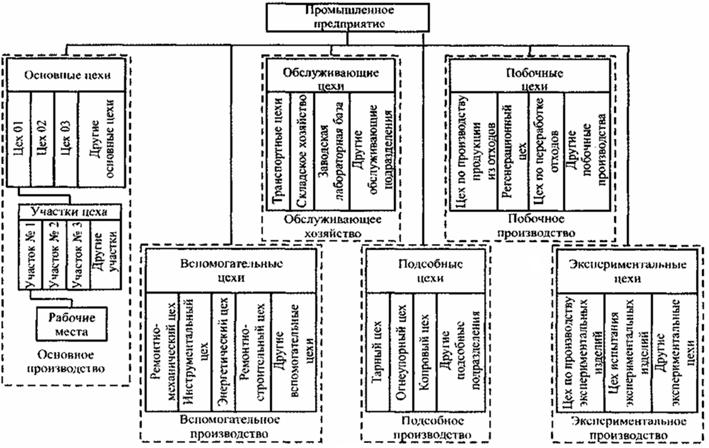 Промышленное
предприятие
Основные цехи
Цех 01
Цех 02
Цех 03
Другие
основные цехи
Участки цеха
Участок № 1
Участок № 2
Участок № 3
Другие
участки
Рабочие
места
Основное
производство
Обслуживающие
цехи
Транспортные цехи
Складское хозяйство
Заводская
лабораторная база
Другие
обслуживающие
подразделения
Обслуживающее
хозяйство
Побочные
цехи
Цех по производству
продукции
из отходов
Регенерационный
цех
Цех по переработке
отходов
Другие
побочные
производства
Побочное
производство
Вспомогательные
цехи
Ремонтно-
механический цех
Инструментальный
цех
Энергетический цех
Ремонтно-
строительный цех
Другие
вспомогательные
цехи
Вспомогательное
производство
Подсобные
цехи
Тарный цех
Огнеупорный цех
Копровый цех
Другие
подсобные
подразделения
Подсобное
производство
Экспериментальные
цехи
Цех по производству
экспериментальных
изделий
Цех испытания
экспериментальных
изделий
Другие
экспериментальные
цехи
Экспериментальное
производство